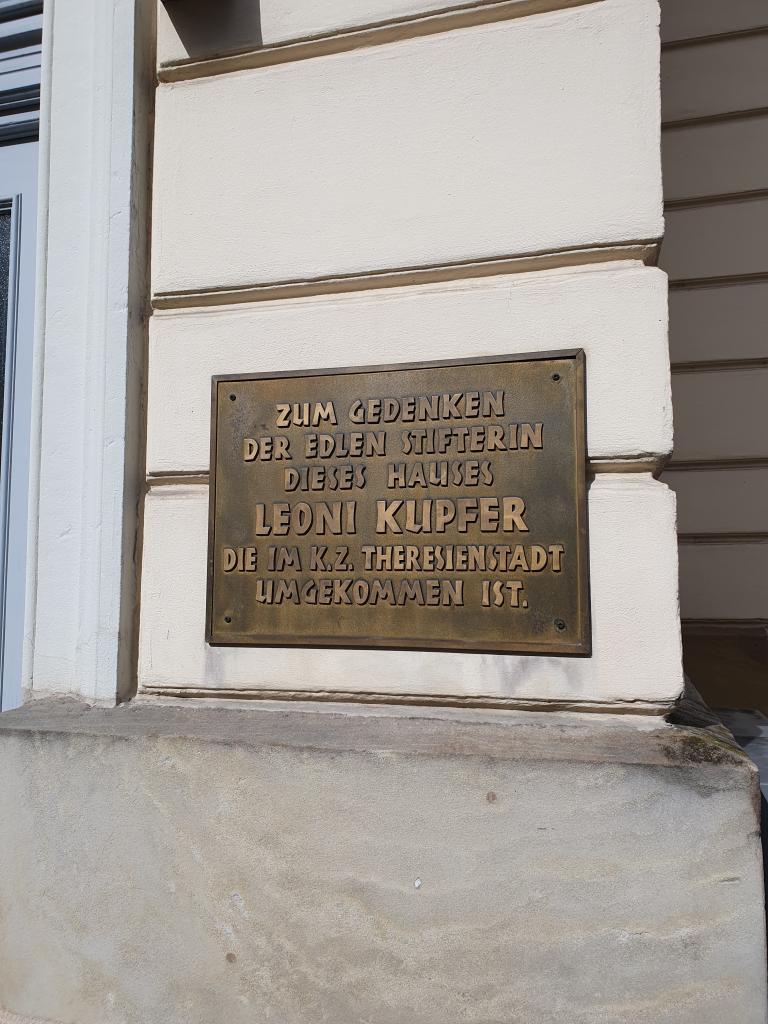 ZUM GEDENKEN
DER EDLEN STIFTERIN
DIESES HAUSES
LEONI KUPFER
DIE IM K.Z. THERESIENSTADT
UMGEKOMMEN IST.